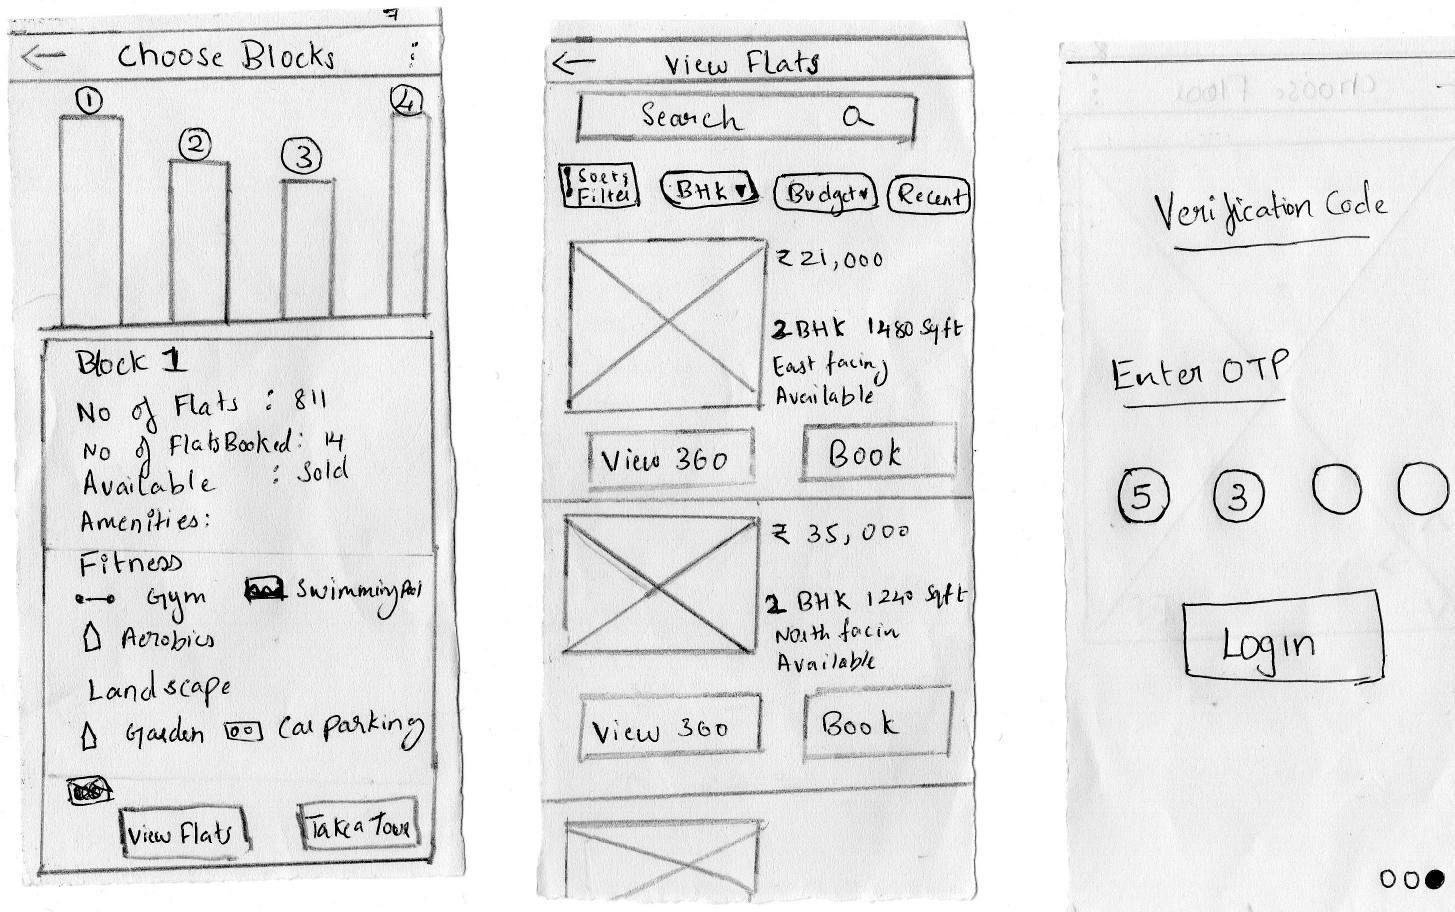 Choose Blocks
1
2
3
4
Block 1
No of Flats : 811
No of Flats Booked: 14
Available : Sold
Amenities:
Fitness
Gym Swimming Pool
Aerobics
Landscape
Garden Car parking
View Flats Take a Tour
View Flats
Search
Sort &
Filter
BHK Budget Recent
₹ 21,000
2 BHK 1480 Sqft
East facing
Available
View 360 Book
₹ 35,000
2 BHK 1240 Sqft
North facin
Available
View 360 Book
Choose Floor
Verification Code
Enter OTP
5 3
Login